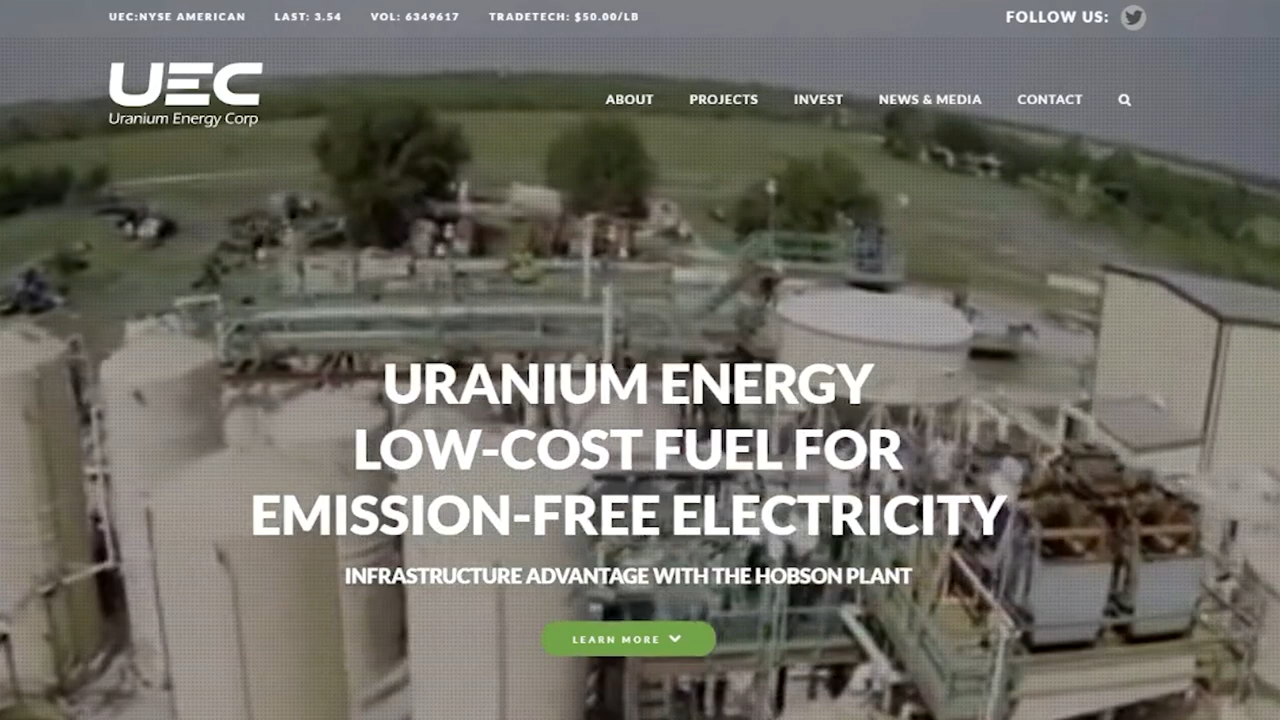 UEC:NYSE AMERICAN LAST: 3.54 VOL: 6349617 TRADETECH: $50.00/LB FOLLOW US:
UEC
Uranium Energy Corp
ABOUT PROJECTS INVEST NEWS & MEDIA CONTACT
URANIUM ENERGY
LOW-COST FUEL FOR
EMISSION-FREE ELECTRICITY
INFRASTRUCTURE ADVANTAGE WITH THE HOBSON PLANT
LEARN MORE